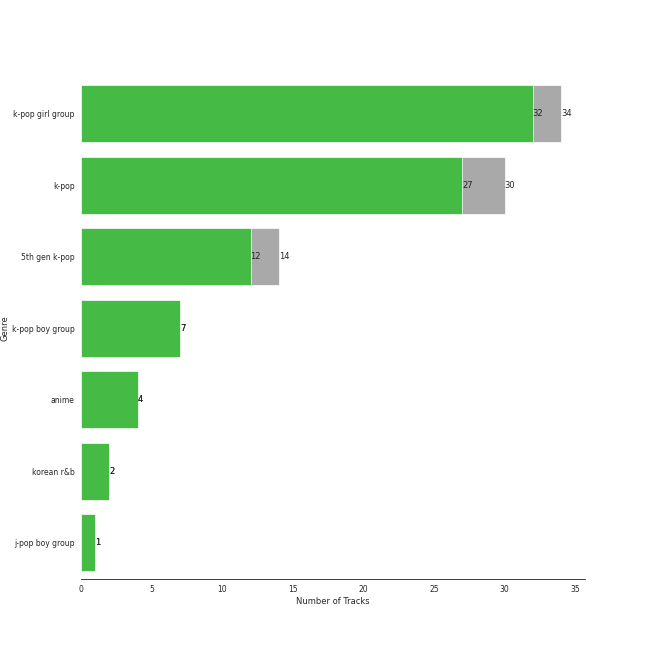 k-pop girl group 32 34
k-pop 27 30
5th gen k-pop 12 14
k-pop boy group 7
anime 4
korean r&b 2
j-pop boy group 1
Genre
0 5 10 15 20 25 30 35
Number of Tracks